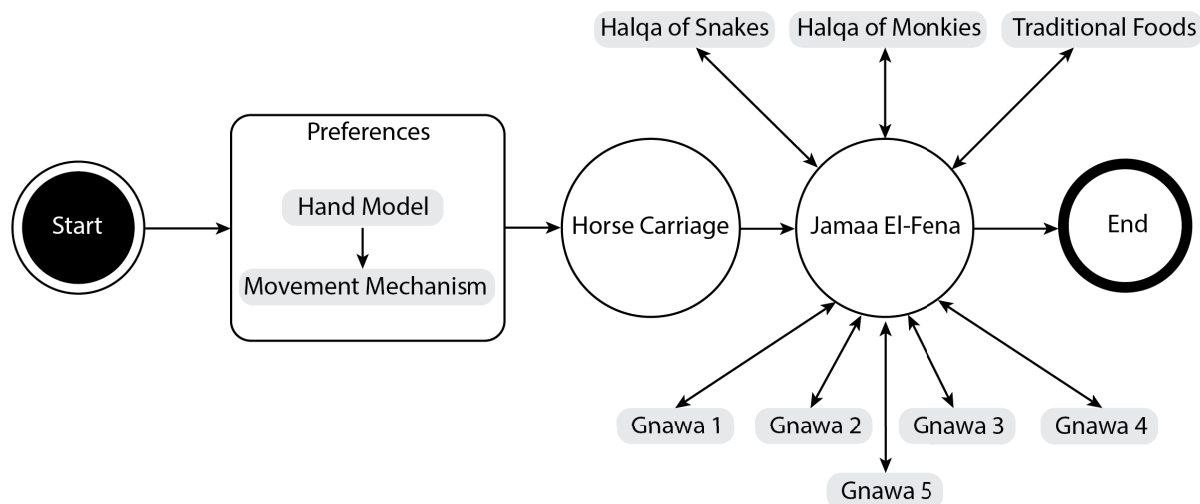 Halqa of Snakes
Halqa of Monkies
Traditional Foods
Preferences
Start
Hand Model
Movement Mechanism
Horse Carriage
Jamaa El-Fena
End
Gnawa 1
Gnawa 2
Gnawa 3
Gnawa 4
Gnawa 5